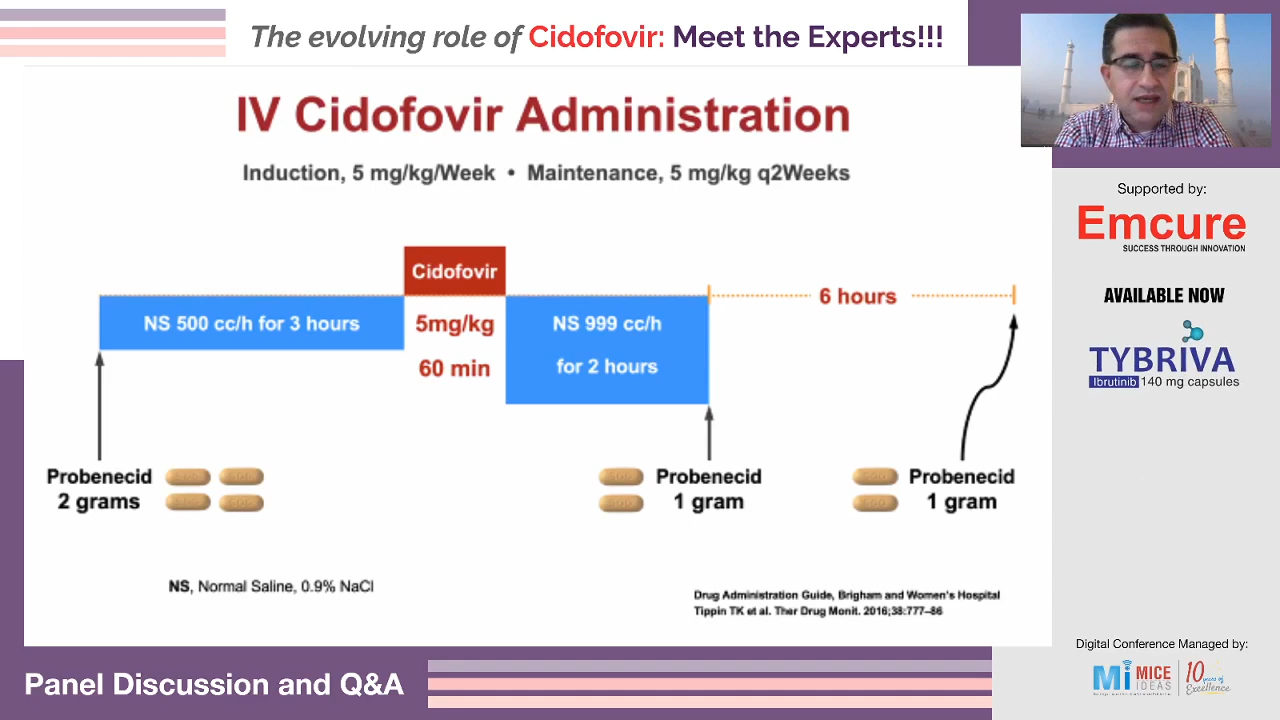 The evolving role of Cidofovir: Meet the Experts!!!
IV Cidofovir Administration
Induction, 5 mg/kg/Week • Maintenance, 5 mg/kg q2Weeks
Cidofovir
NS 500 cc/h for 3 hours
5mg/kg
60 min
NS 999 cc/h
for 2 hours
6 hours
Probenecid
2 grams
Probenecid
1 gram
Probenecid
1 gram
NS, Normal Saline, 0.9% NaCl
Drug Administration Guide, Brigham and Women's Hospital
Tippin TK et al. Ther Drug Monit. 2016;38:777–86
Supported by:
Emcure
SUCCESS THROUGH INNOVATION
AVAILABLE NOW
TYBRIVA
Ibrutinib 140 mg capsules
Digital Conference Managed by:
Mi MICE
IDEAS
10 years of
Excellence
Panel Discussion and Q&A